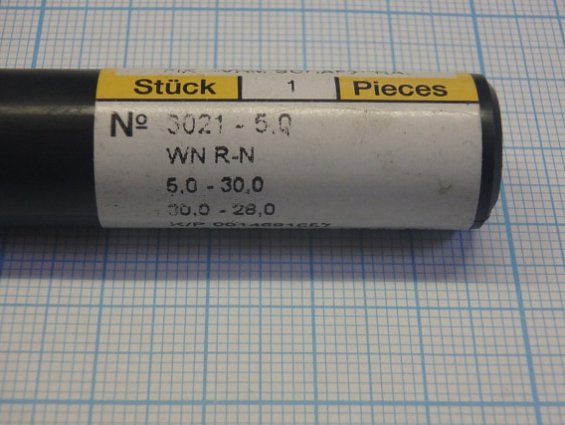 Stück 1 Pieces
Nº 3021 - 5,0
WN R-N
5,0 - 30,0
30,0 - 28,0